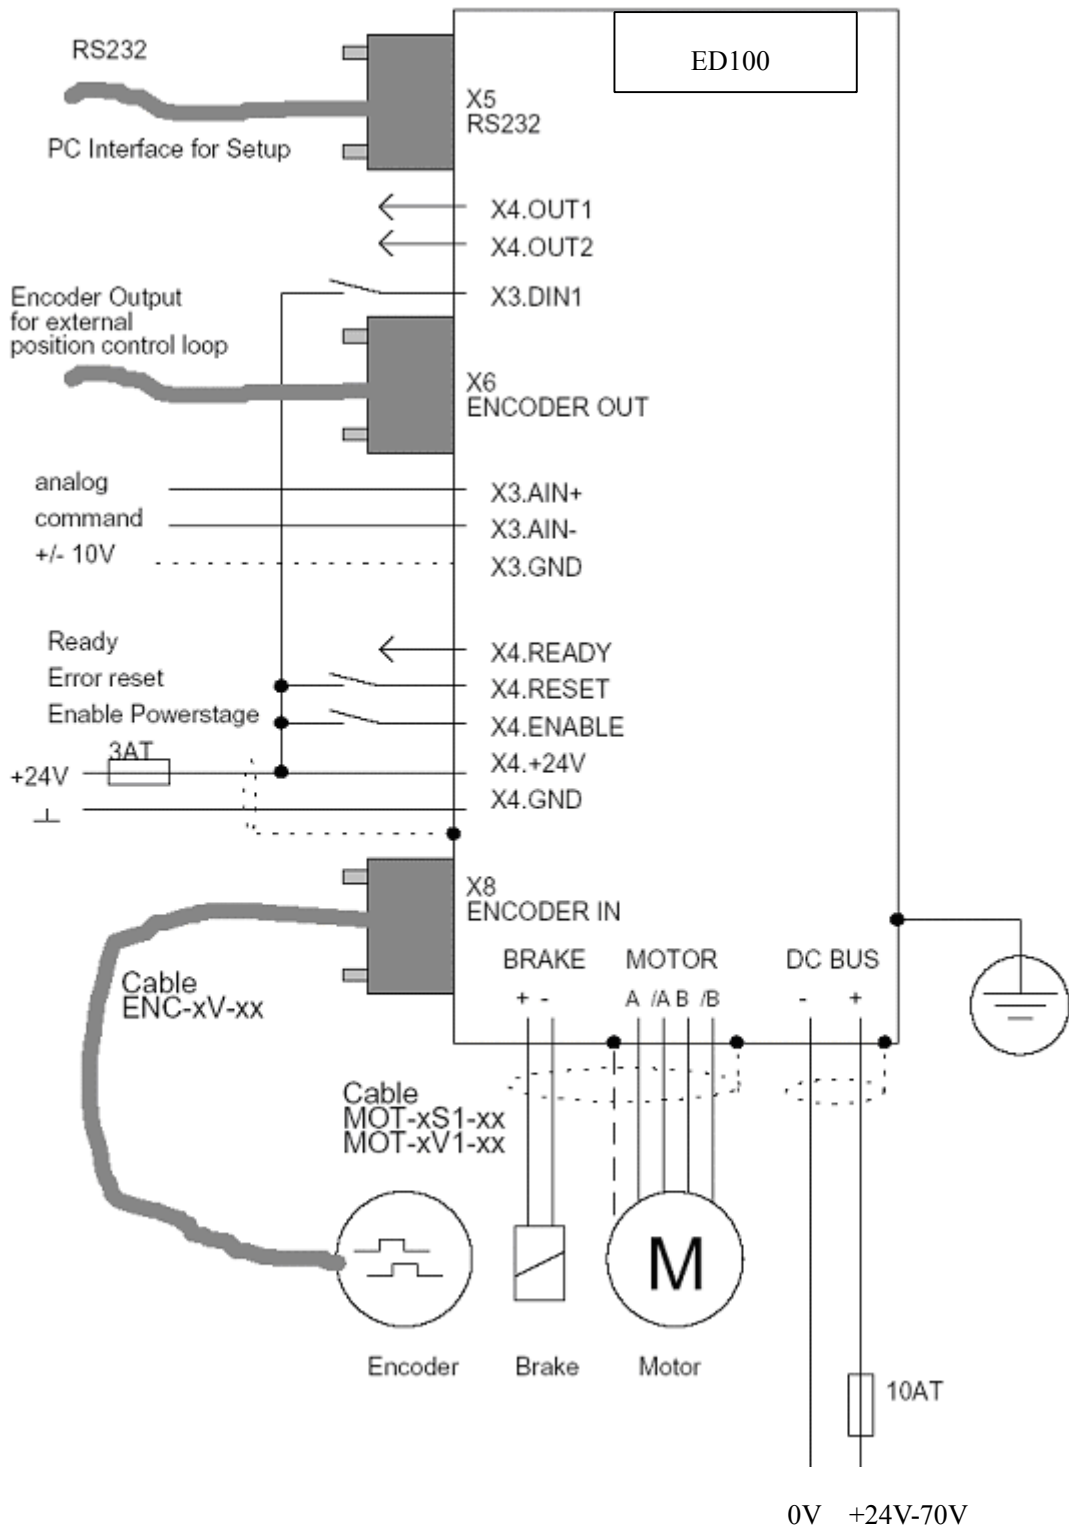 ED100
RS232
X5
RS232
PC Interface for Setup
X4.OUT1
X4.OUT2
X3.DIN1
Encoder Output
for external
position control loop
X6
ENCODER OUT
analog
command
+/- 10V
X3.AIN+
X3.AIN-
X3.GND
Ready
Error reset
Enable Powerstage
X4.READY
X4.RESET
X4.ENABLE
3AT
+24V
X4.+24V
X4.GND
X8
ENCODER IN
Cable
ENC-xV-xx
BRAKE MOTOR DC BUS
+ - A /A B /B - +
Cable
MOT-xS1-xx
MOT-xV1-xx
M
Encoder Brake Motor
10AT
0V +24V-70V